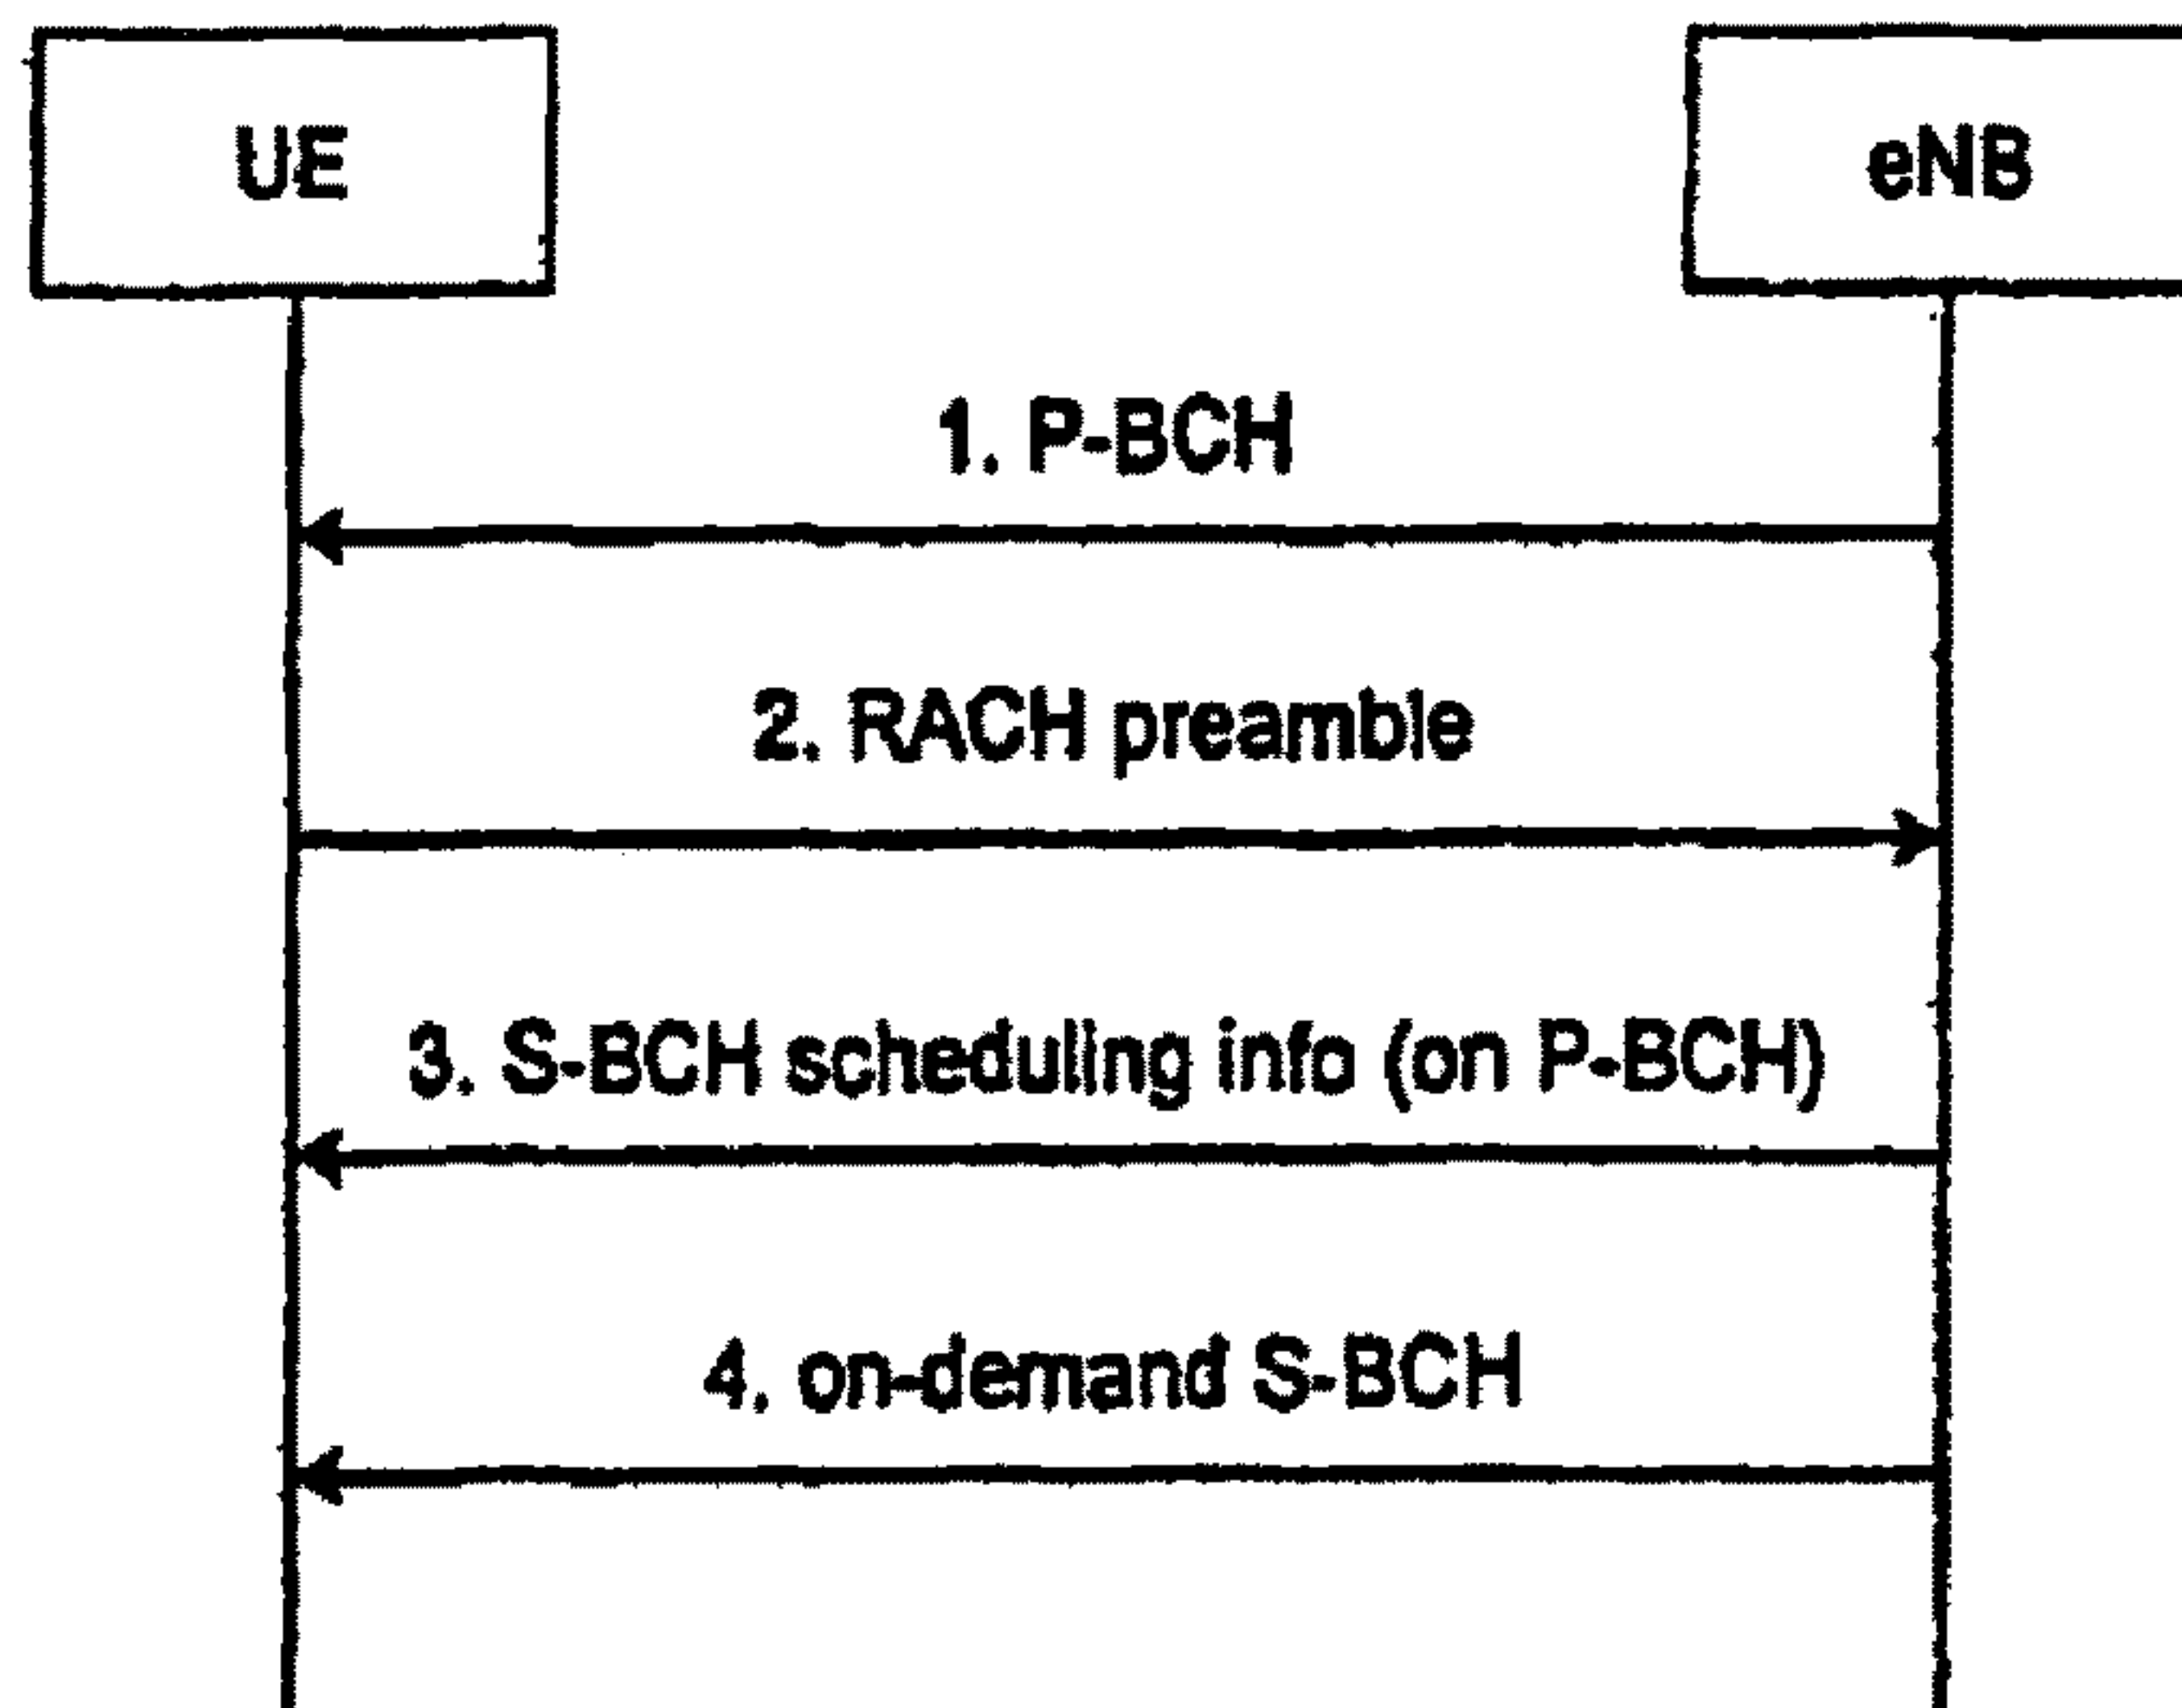 UE
eNB
1. P-BCH
2. RACH preamble
3. S-BCH scheduling info (on P-BCH)
4. on-demand S-BCH